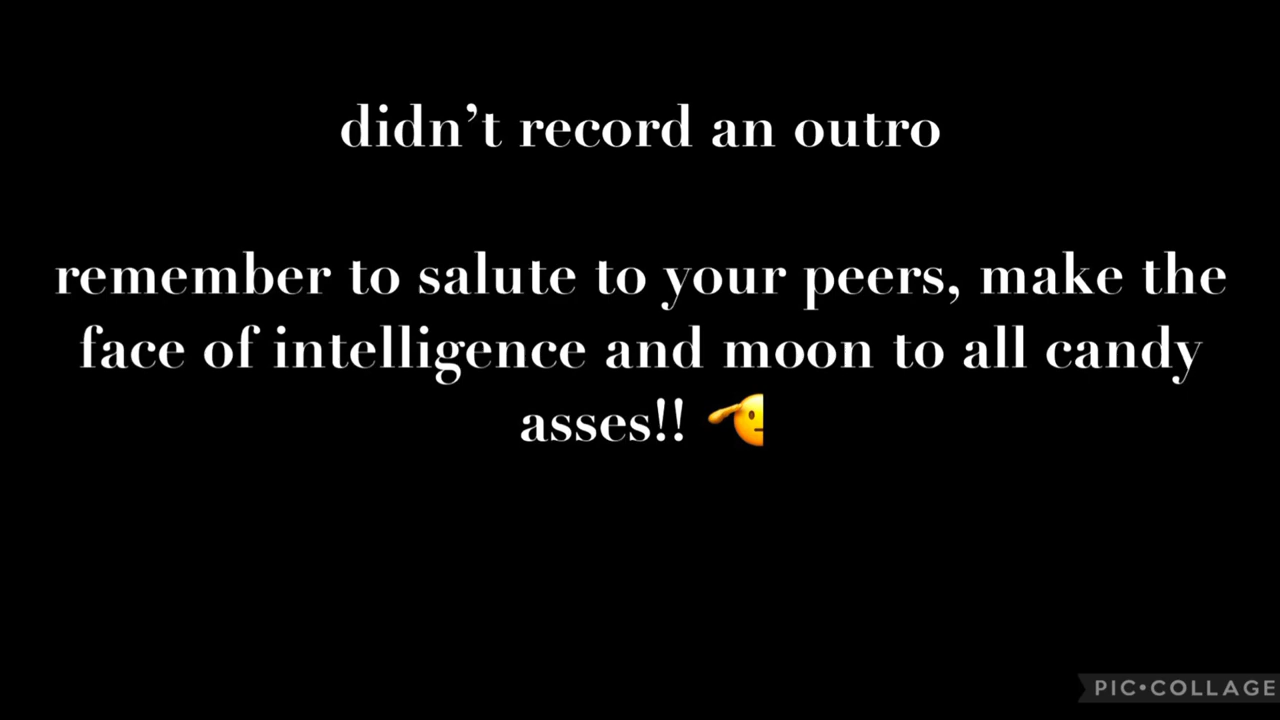 didn’t record an outro
remember to salute to your peers, make the
face of intelligence and moon to all candy
asses!!
PIC•COLLAGE